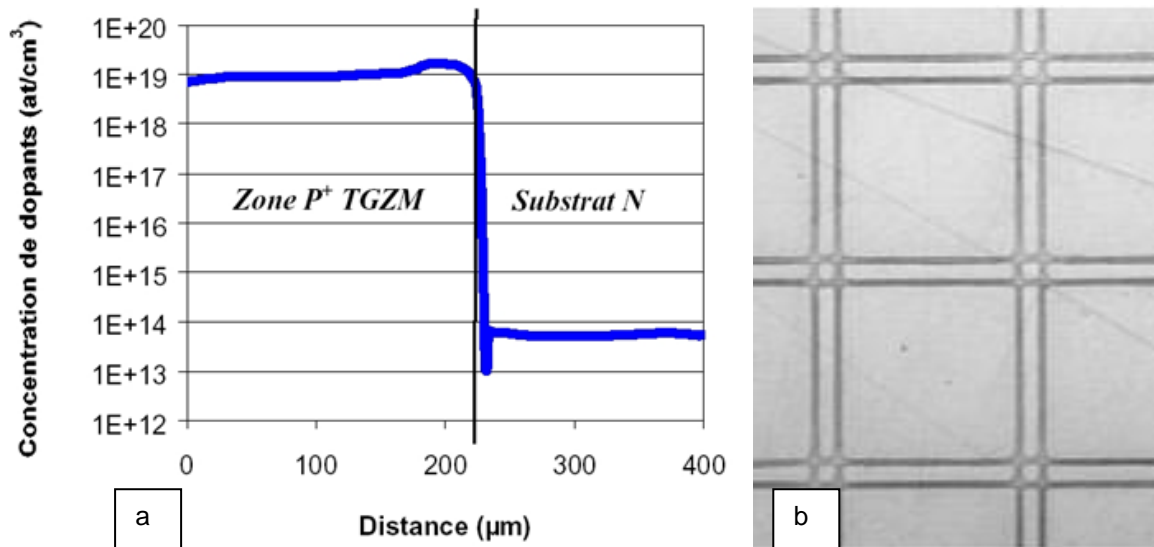 Concentration de dopants (at/cm³)
1E+20
1E+19
1E+18
1E+17
1E+16
1E+15
1E+14
1E+13
1E+12
Zone P⁺ TGZM
Substrat N
0 100 200 300 400
Distance (µm)
a
b